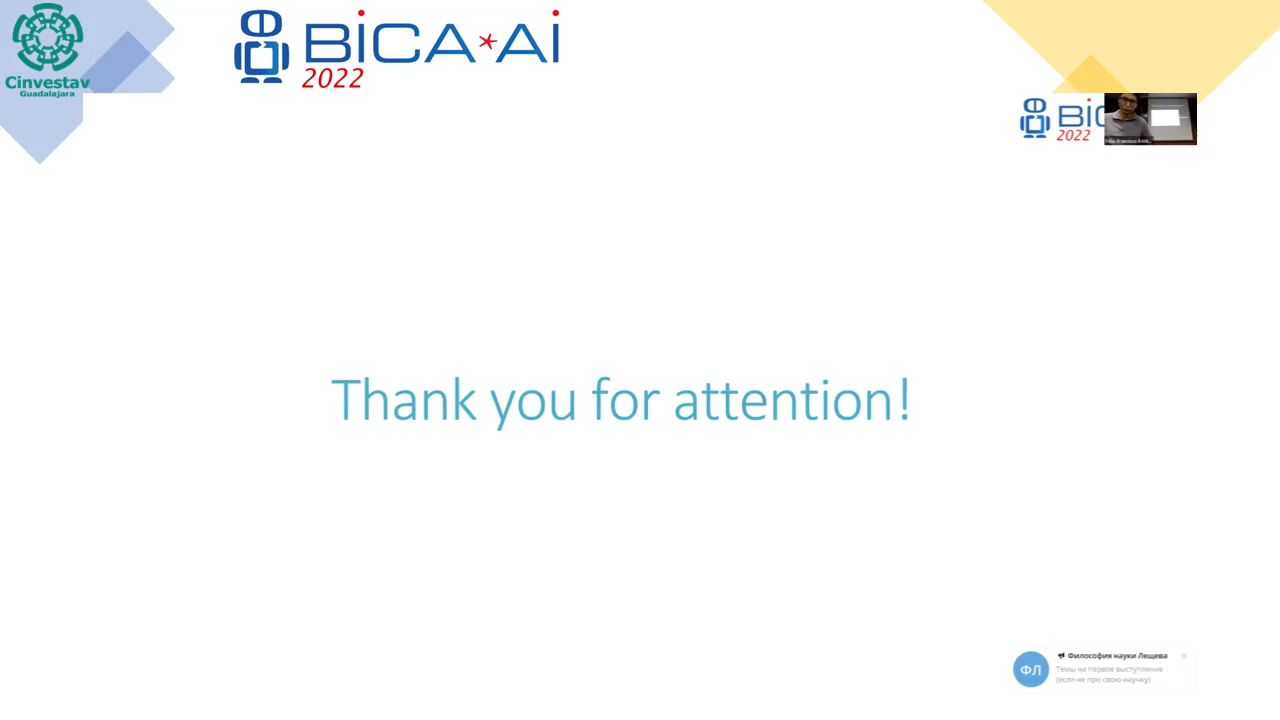 Cinvestav
Guadalajara
BiCA*Ai
2022
BiC
2022
Thank you for attention!
ФЛ
Философия науки Лещева
Темы на первое выступление
(если не про свою научку)